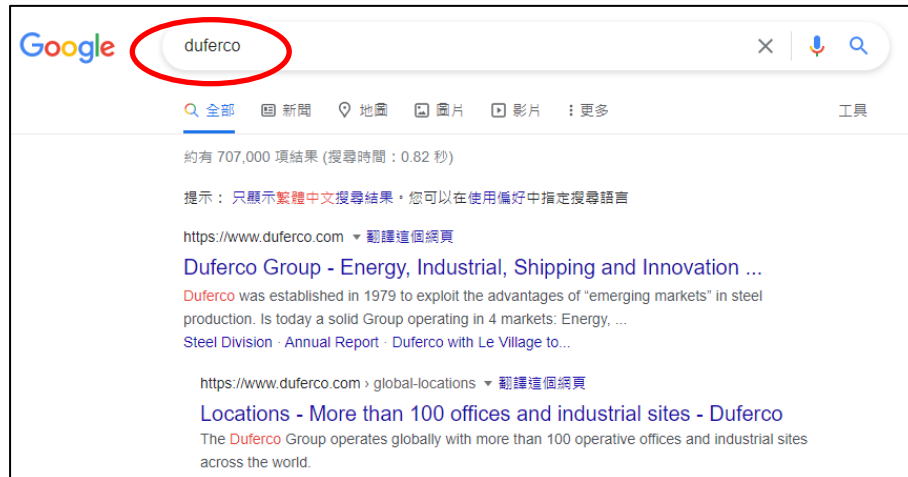 Google duferco
全部 新聞 地圖 圖片 影片 更多 工具
約有 707,000 項結果 (搜尋時間：0.82 秒)
提示： 只顯示繁體中文搜尋結果。您可以在使用偏好中指定搜尋語言
https://www.duferco.com ▼ 翻譯這個網頁
Duferco Group - Energy, Industrial, Shipping and Innovation ...
Duferco was established in 1979 to exploit the advantages of “emerging markets” in steel
production. Is today a solid Group operating in 4 markets: Energy, ...
Steel Division · Annual Report · Duferco with Le Village to...
https://www.duferco.com › global-locations ▼ 翻譯這個網頁
Locations - More than 100 offices and industrial sites - Duferco
The Duferco Group operates globally with more than 100 operative offices and industrial sites
across the world.